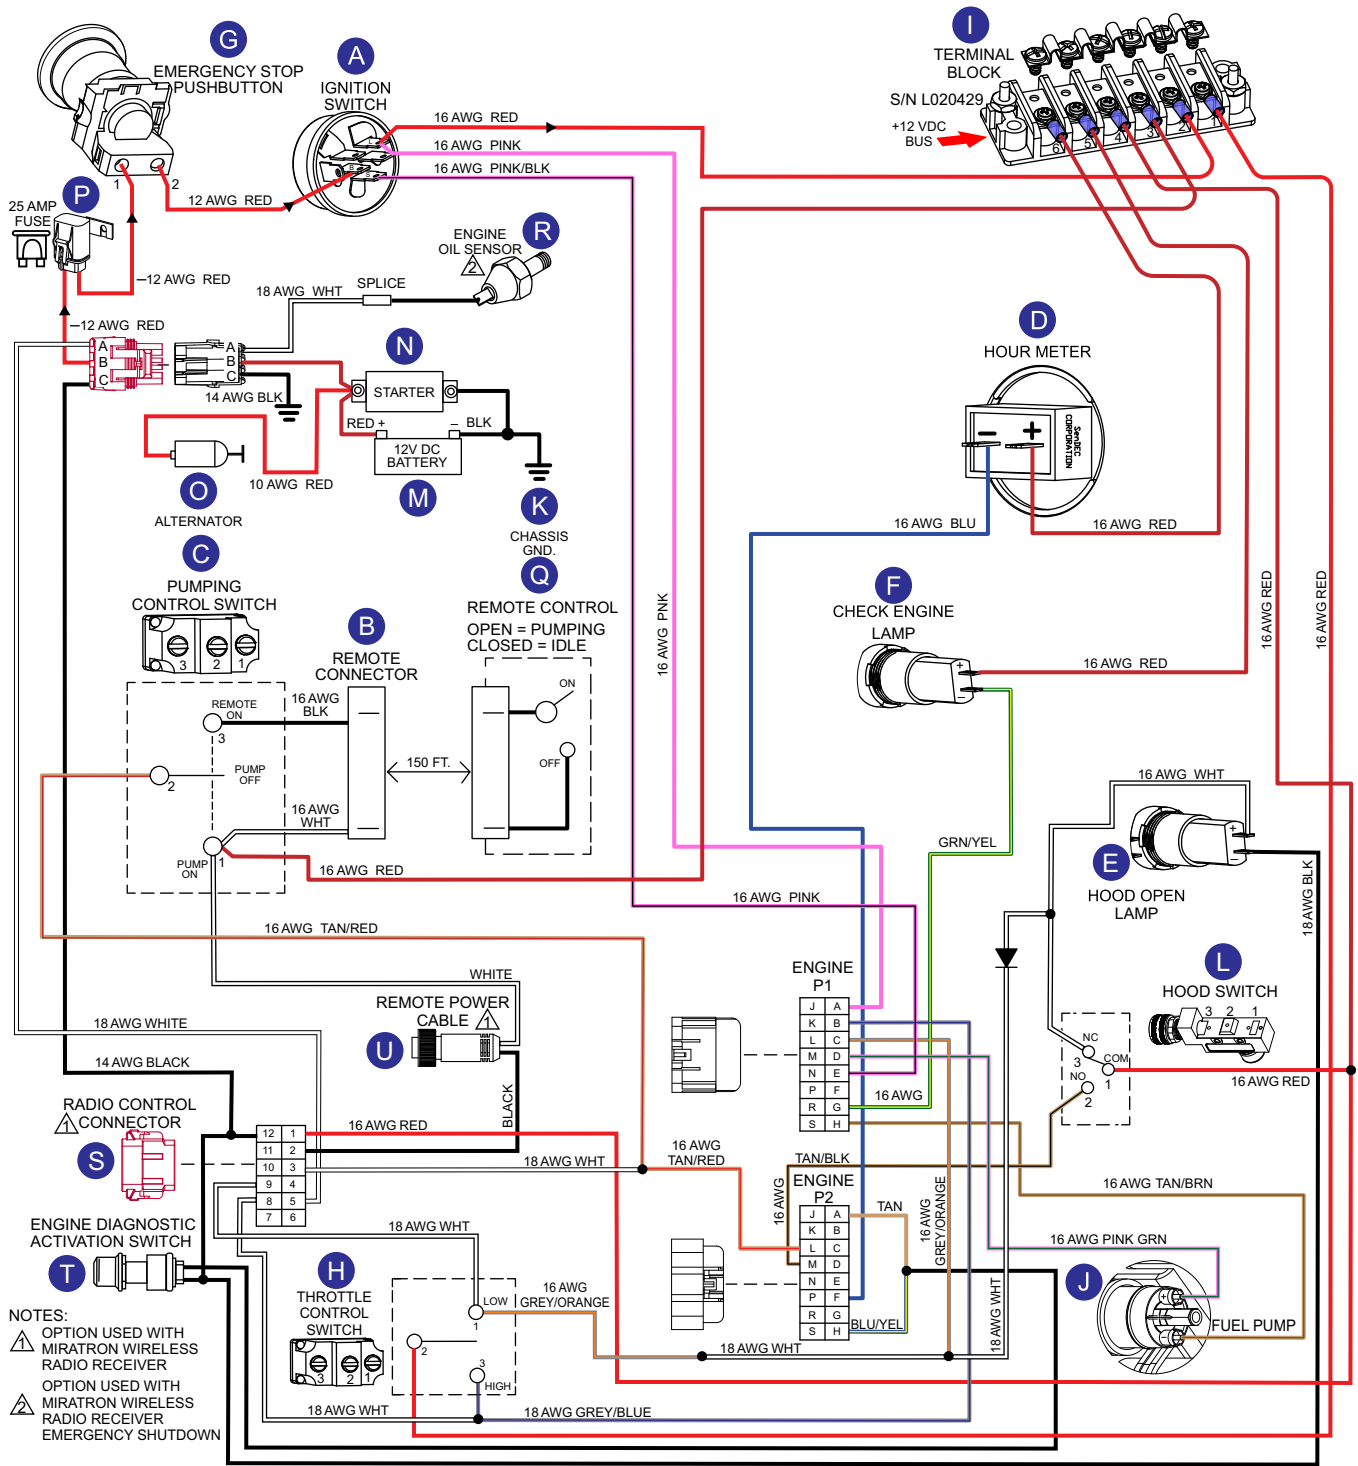 G
EMERGENCY STOP
PUSHBUTTON
1
2
A
IGNITION
SWITCH
B
16 AWG RED
16 AWG PINK
16 AWG PINK/BLK
12 AWG RED
I
TERMINAL
BLOCK
S/N L020429
+12 VDC
BUS
6
5
4
3
2
1
P
25 AMP
FUSE
12 AWG RED
12 AWG RED
R
ENGINE
OIL SENSOR
2
18 AWG WHT
SPLICE
A
B
C
A
B
C
14 AWG BLK
N
STARTER
RED +
– BLK
12V DC
BATTERY
M
10 AWG RED
O
ALTERNATOR
K
CHASSIS
GND.
D
HOUR METER
– +
SenDEC
CORPORATION
16 AWG BLU
16 AWG RED
C
PUMPING
CONTROL SWITCH
3 2 1
REMOTE
ON
3
PUMP
OFF
2
PUMP
ON
1
B
REMOTE
CONNECTOR
16 AWG
BLK
16 AWG
WHT
150 FT.
Q
REMOTE CONTROL
OPEN = PUMPING
CLOSED = IDLE
ON
OFF
16 AWG RED
16 AWG PNK
16 AWG RED
16 AWG RED
F
CHECK ENGINE
LAMP
+
–
16 AWG RED
GRN/YEL
16 AWG WHT
E
HOOD OPEN
LAMP
+
–
18 AWG BLK
16 AWG PINK
16 AWG TAN/RED
WHITE
REMOTE POWER
CABLE 1
U
BLACK
18 AWG WHITE
14 AWG BLACK
ENGINE
P1
J A
K B
L C
M D
N E
P F
R G
S H
16 AWG
L
HOOD SWITCH
3 2 1
NC
3
COM
1
NO
2
16 AWG RED
RADIO CONTROL
1 CONNECTOR
S
12 1
11 2
10 3
9 4
8 5
7 6
16 AWG RED
18 AWG WHT
16 AWG
TAN/RED
TAN/BLK
16 AWG
ENGINE
P2
J A
K B
L C
M D
N E
P F
R G
S H
TAN
BLU/YEL
16 AWG
GREY/ORANGE
18 AWG WHT
16 AWG TAN/BRN
16 AWG PINK GRN
J
+
–
FUEL PUMP
ENGINE DIAGNOSTIC
ACTIVATION SWITCH
T
18 AWG WHT
H
THROTTLE
CONTROL
SWITCH
3 2 1
LOW
1
2
3
HIGH
16 AWG
GREY/ORANGE
18 AWG WHT
18 AWG WHT
18 AWG GREY/BLUE
NOTES:
1 OPTION USED WITH
MIRATRON WIRELESS
RADIO RECEIVER
2 OPTION USED WITH
MIRATRON WIRELESS
RADIO RECEIVER
EMERGENCY SHUTDOWN